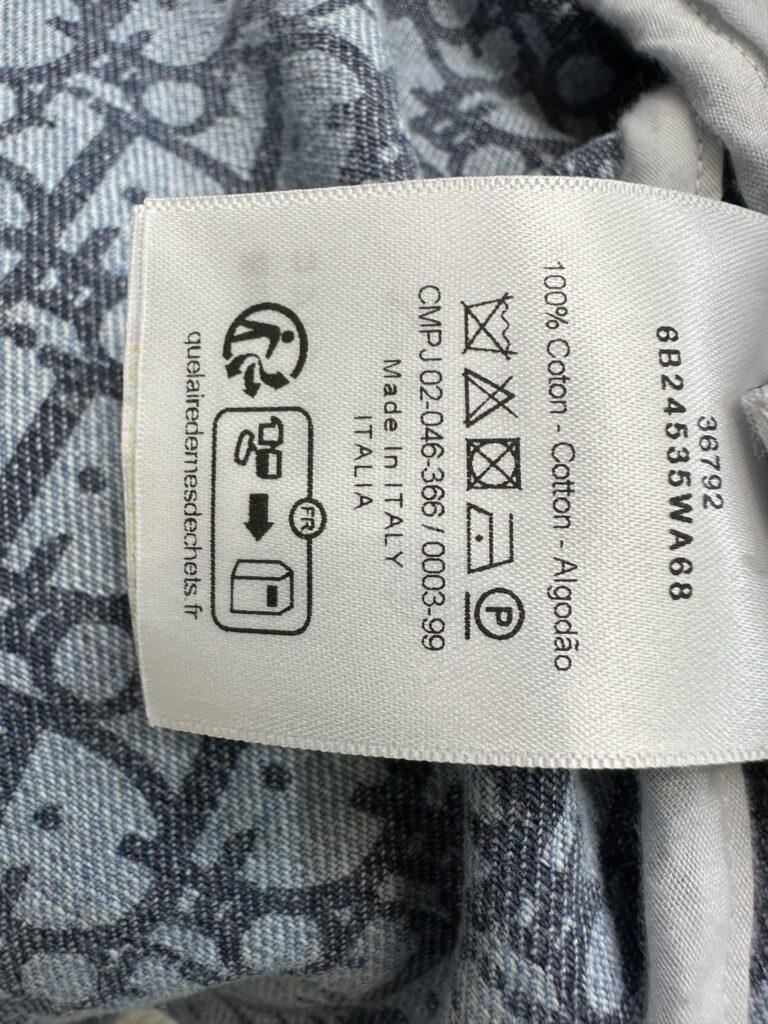 36792
6B24535WA68
100% Coton - Cotton - Algodão
P
CMPJ 02-046-366 / 0003-99
Made In ITALY
ITALIA
FR
quelairedemesdechets.fr